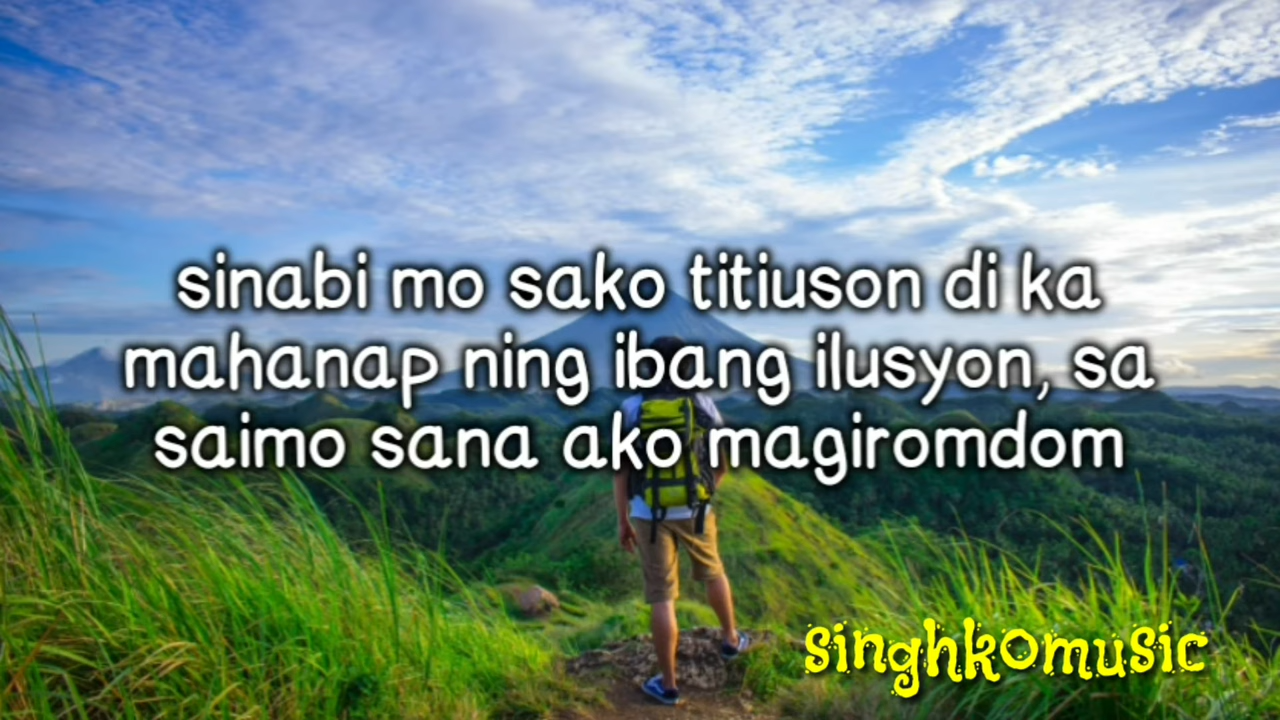 sinabi mo sako titiuson di ka
mahanap ning ibang ilusyon, sa
saimo sana ako magiromdom
singhkomusic